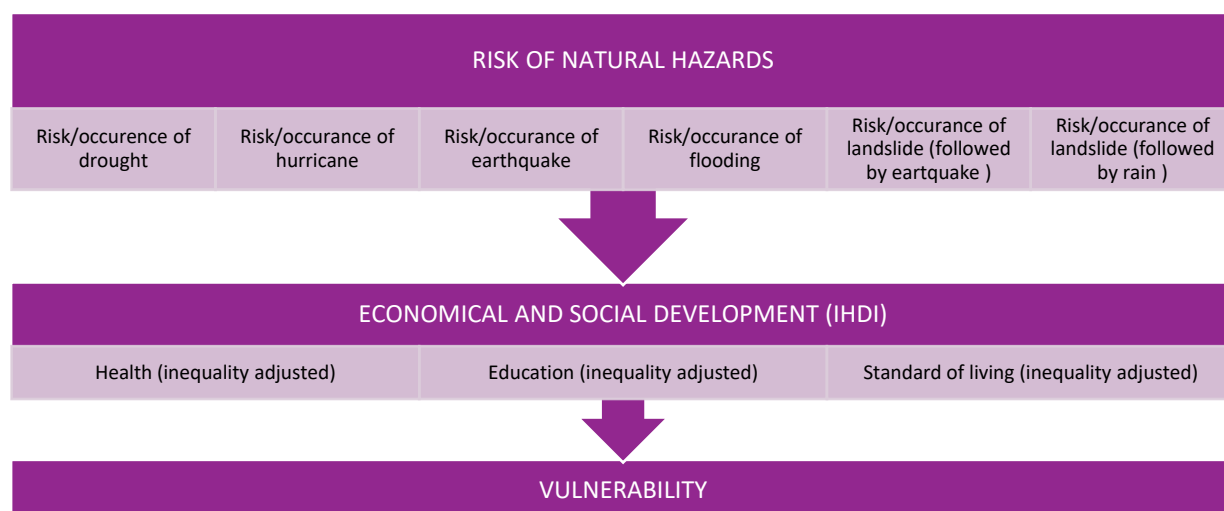 RISK OF NATURAL HAZARDS
Risk/occurence of
drought
Risk/occurance of
hurricane
Risk/occurance of
earthquake
Risk/occurance of
flooding
Risk/occurance of
landslide (followed
by eartquake )
Risk/occurance of
landslide (followed
by rain )
ECONOMICAL AND SOCIAL DEVELOPMENT (IHDI)
Health (inequality adjusted)
Education (inequality adjusted)
Standard of living (inequality adjusted)
VULNERABILITY